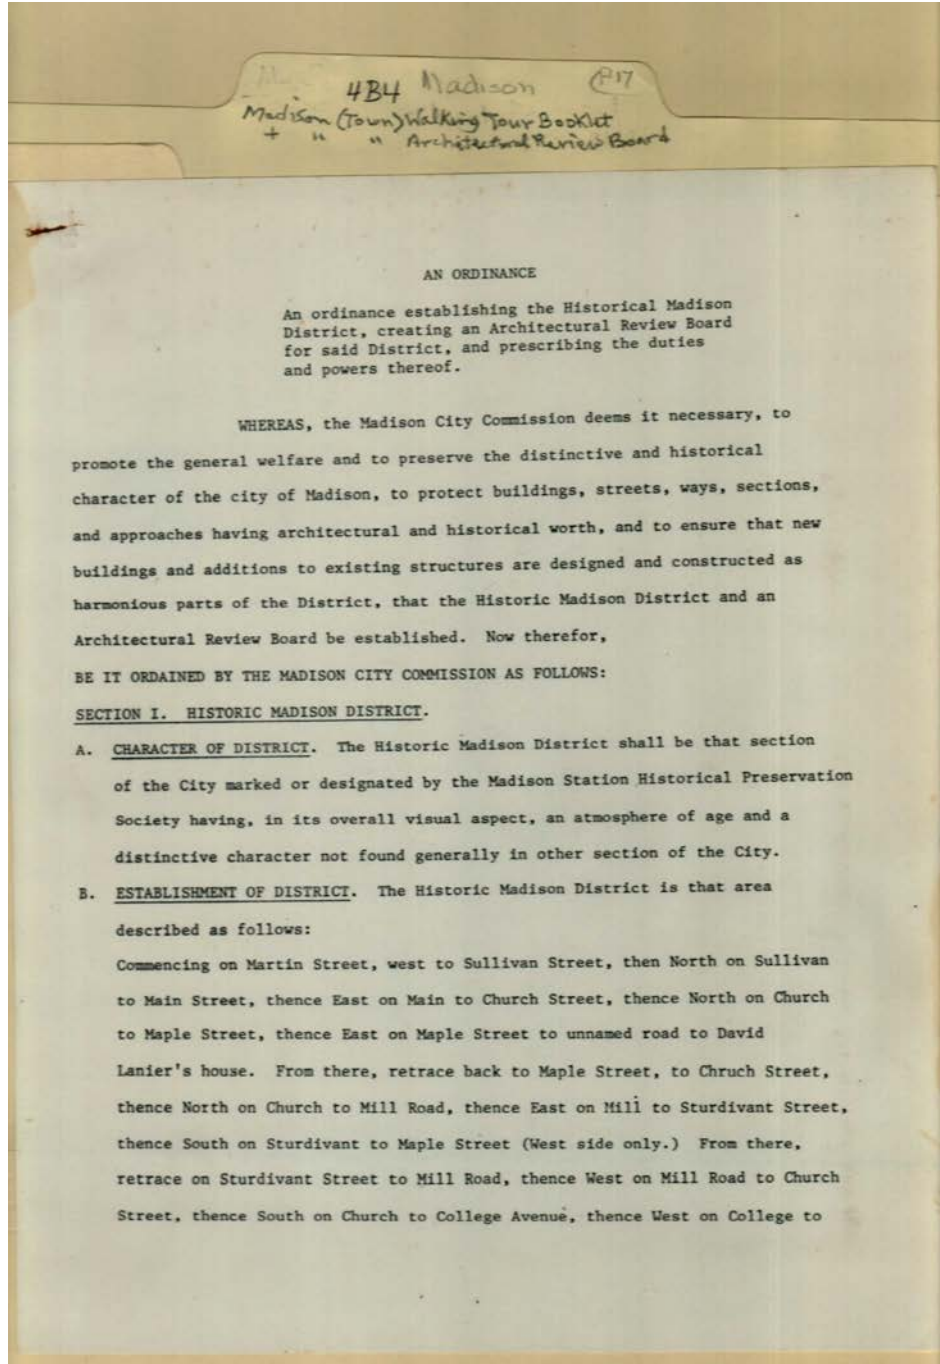 4B4 Madison P17
Madison (Town) Walking Tour Booklet
+ " " Architectural Review Board
AN ORDINANCE
An ordinance establishing the Historical Madison
District, creating an Architectural Review Board
for said District, and prescribing the duties
and powers thereof.
WHEREAS, the Madison City Commission deems it necessary, to
promote the general welfare and to preserve the distinctive and historical
character of the city of Madison, to protect buildings, streets, ways, sections,
and approaches having architectural and historical worth, and to ensure that new
buildings and additions to existing structures are designed and constructed as
harmonious parts of the District, that the Historic Madison District and an
Architectural Review Board be established. Now therefor,
BE IT ORDAINED BY THE MADISON CITY COMMISSION AS FOLLOWS:
SECTION I. HISTORIC MADISON DISTRICT.
A. CHARACTER OF DISTRICT. The Historic Madison District shall be that section
of the City marked or designated by the Madison Station Historical Preservation
Society having, in its overall visual aspect, an atmosphere of age and a
distinctive character not found generally in other section of the City.
B. ESTABLISHMENT OF DISTRICT. The Historic Madison District is that area
described as follows:
Commencing on Martin Street, west to Sullivan Street, then North on Sullivan
to Main Street, thence East on Main to Church Street, thence North on Church
to Maple Street, thence East on Maple Street to unnamed road to David
Lanier's house. From there, retrace back to Maple Street, to Chruch Street,
thence North on Church to Mill Road, thence East on Mill to Sturdivant Street,
thence South on Sturdivant to Maple Street (West side only.) From there,
retrace on Sturdivant Street to Mill Road, thence West on Mill Road to Church
Street, thence South on Church to College Avenue, thence West on College to